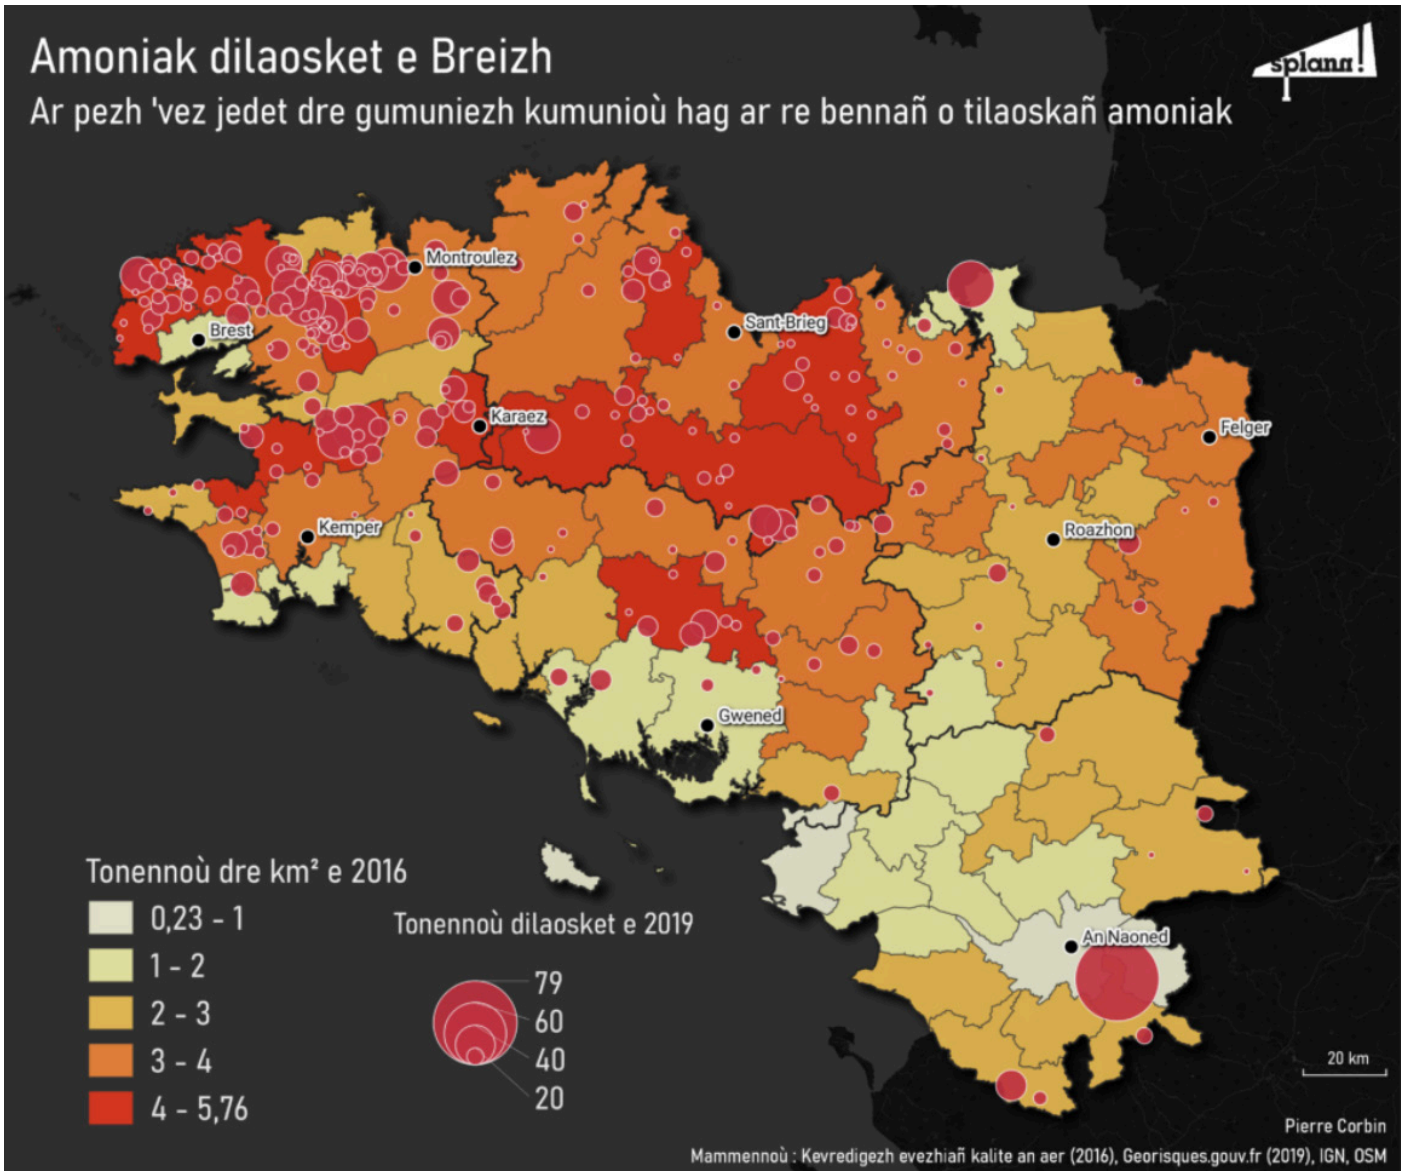 Amoniak dilaosket e Breizh
splann!
Ar pezh 'vez jedet dre gumuniezh kumunioù hag ar re bennañ o tilaoskañ amoniak
Montroulez
Brest
Sant-Brieg
Karaez
Felger
Kemper
Roazhon
Gwened
An Naoned
Tonennoù dre km² e 2016
0,23 - 1
1 - 2
2 - 3
3 - 4
4 - 5,76
Tonennoù dilaosket e 2019
79
60
40
20
20 km
Pierre Corbin
Mammennoù : Kevredigezh evezhiañ kalite an aer (2016), Georisques.gouv.fr (2019), IGN, OSM